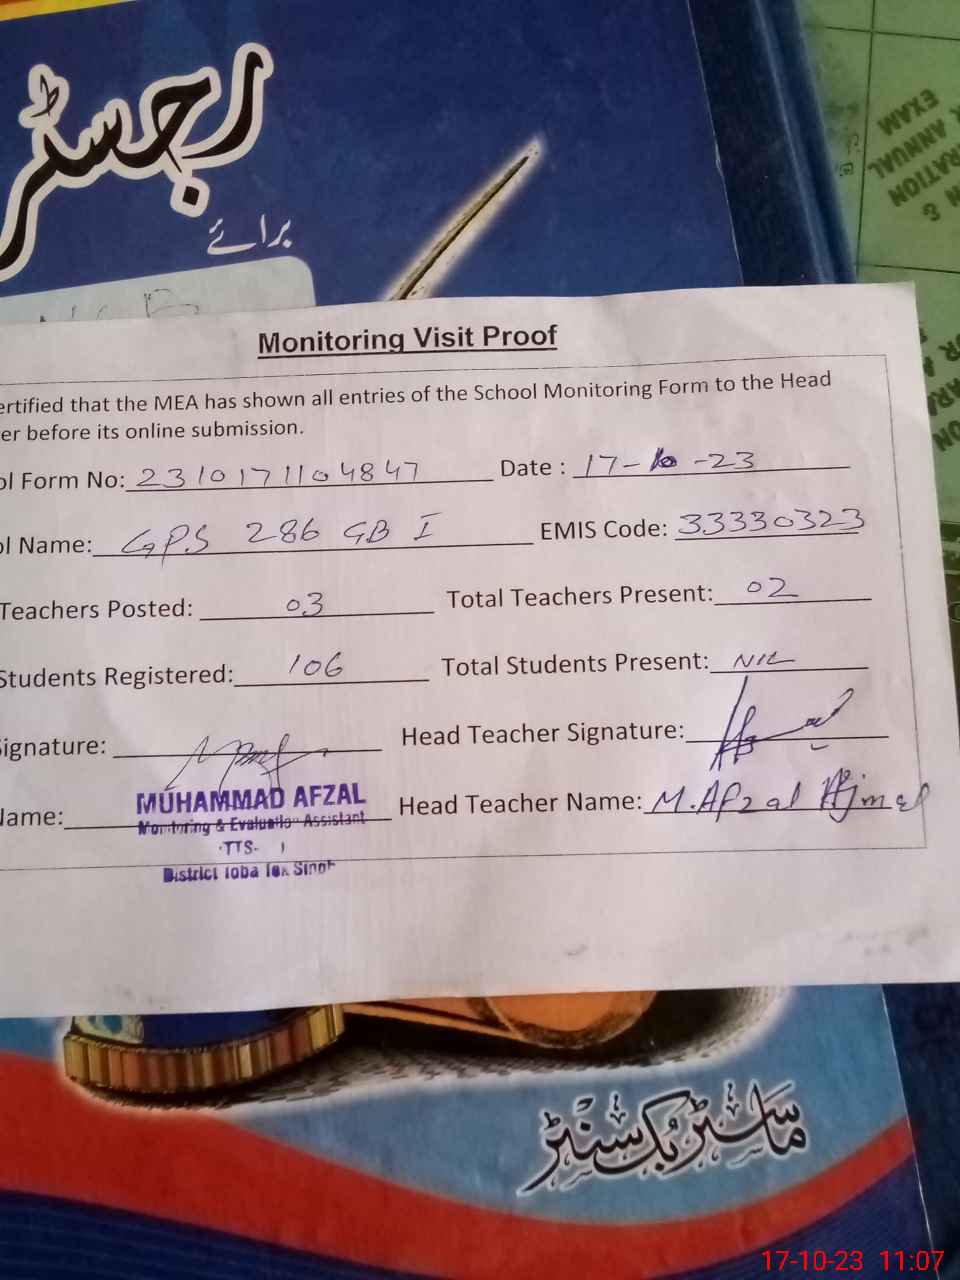 رجسٹر
برائے
EXAM
ANNUAL
RATION
&
Monitoring Visit Proof
ertified that the MEA has shown all entries of the School Monitoring Form to the Head
er before its online submission.
ol Form No: 2310171104847 Date : 17-10-23
ol Name: GPS 286 GB I EMIS Code: 33330323
Teachers Posted: 03 Total Teachers Present: 02
Students Registered: 106 Total Students Present: NIL
ignature: Head Teacher Signature:
ame: MUHAMMAD AFZAL Head Teacher Name: M.Afzal Ajmal
Monitoring & Evaluation Assistant
TTS- I
District Toba Tek Singh
ماسٹر بک سنٹر
17-10-23 11:07